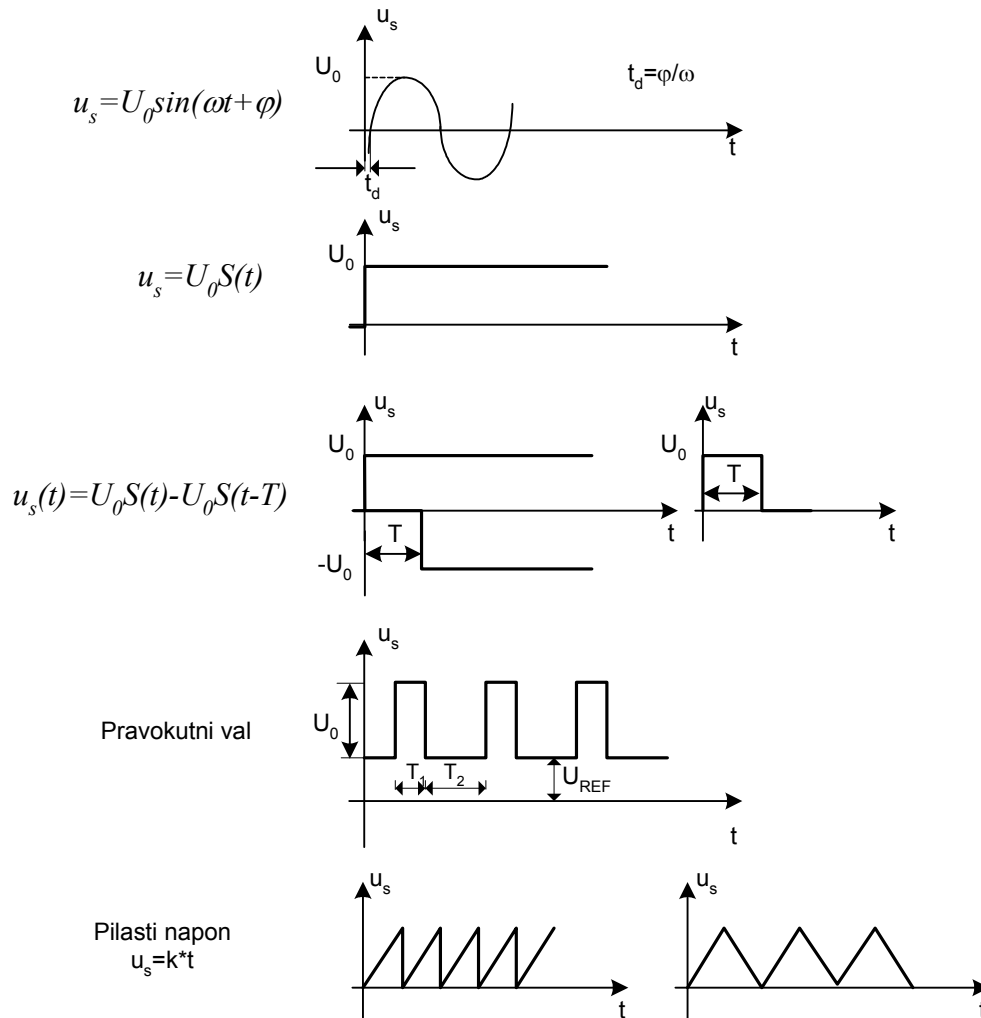 u_s
U_0
t_d=φ/ω
u_s=U_0sin(ωt+φ)
t
t_d
u_s
U_0
u_s=U_0S(t)
t
u_s
u_s
U_0
U_0
u_s(t)=U_0S(t)-U_0S(t-T)
T
t
t
T
-U_0
u_s
Pravokutni val
U_0
T_1
T_2
U_REF
t
u_s
u_s
Pilasti napon
u_s=k*t
t
t